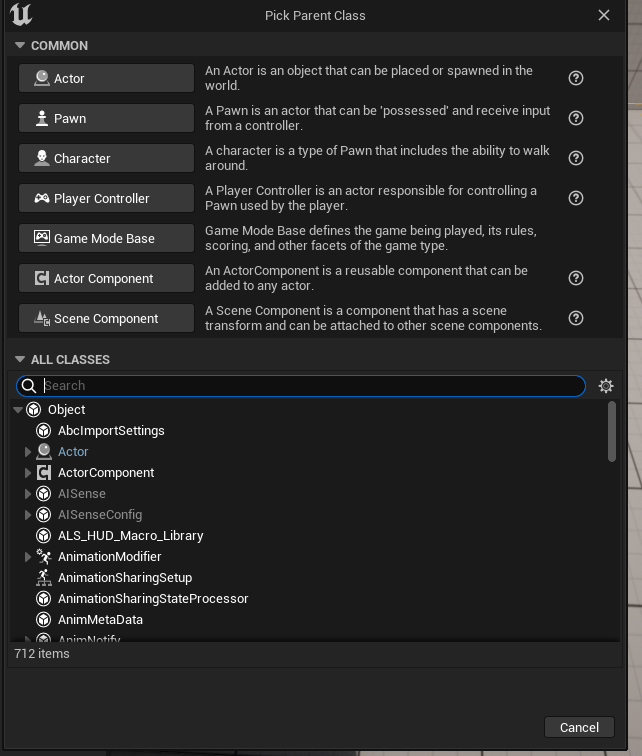 Pick Parent Class
COMMON
Actor
An Actor is an object that can be placed or spawned in the
world.
Pawn
A Pawn is an actor that can be 'possessed' and receive input
from a controller.
Character
A character is a type of Pawn that includes the ability to walk
around.
Player Controller
A Player Controller is an actor responsible for controlling a
Pawn used by the player.
Game Mode Base
Game Mode Base defines the game being played, its rules,
scoring, and other facets of the game type.
Actor Component
An ActorComponent is a reusable component that can be
added to any actor.
Scene Component
A Scene Component is a component that has a scene
transform and can be attached to other scene components.
ALL CLASSES
Search
Object
AbcImportSettings
Actor
ActorComponent
AISense
AISenseConfig
ALS_HUD_Macro_Library
AnimationModifier
AnimationSharingSetup
AnimationSharingStateProcessor
AnimMetaData
AnimNotify
712 items
Cancel